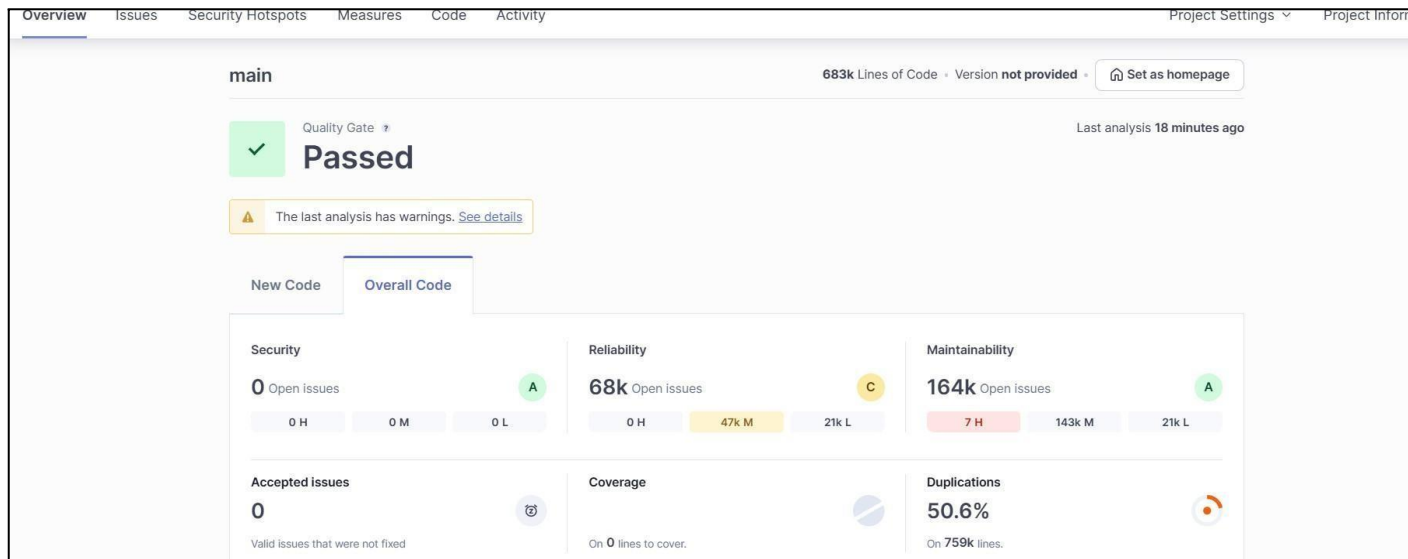 Overview Issues Security Hotspots Measures Code Activity Project Settings Project Inforr
main 683k Lines of Code • Version not provided • Set as homepage
Quality Gate ?
Passed
Last analysis 18 minutes ago
The last analysis has warnings. See details
New Code Overall Code
Security Reliability Maintainability
0 Open issues A 68k Open issues C 164k Open issues A
0 H 0 M 0 L 0 H 47k M 21k L 7 H 143k M 21k L
Accepted issues Coverage Duplications
0 50.6%
Valid issues that were not fixed On 0 lines to cover. On 759k lines.